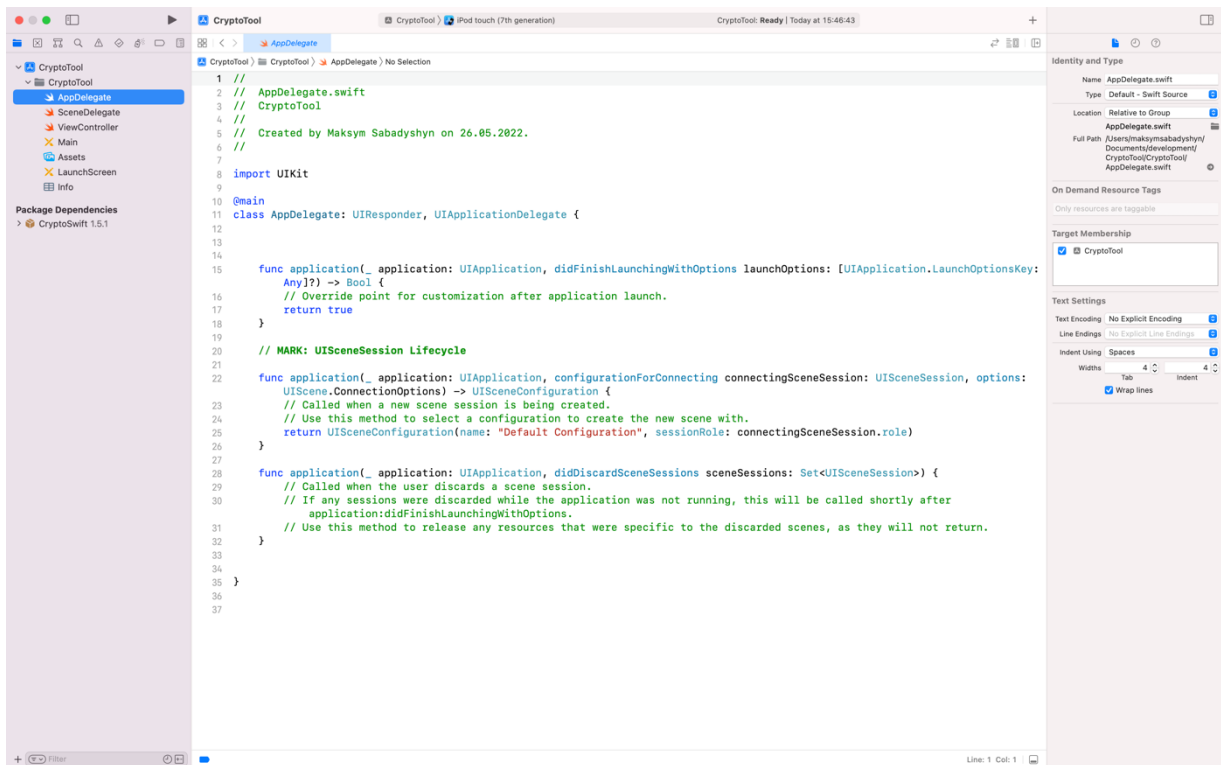 CryptoTool
CryptoTool
iPod touch (7th generation)
CryptoTool: Ready | Today at 15:46:43
AppDelegate
CryptoTool
CryptoTool
AppDelegate
No Selection
CryptoTool
CryptoTool
AppDelegate
SceneDelegate
ViewController
Main
Assets
LaunchScreen
Info
Package Dependencies
CryptoSwift 1.5.1
Filter
1 //
2 //  AppDelegate.swift
3 //  CryptoTool
4 //
5 //  Created by Maksym Sabadyshyn on 26.05.2022.
6 //
7
8 import UIKit
9
10 @main
11 class AppDelegate: UIResponder, UIApplicationDelegate {
12
13
14
15     func application(_ application: UIApplication, didFinishLaunchingWithOptions launchOptions: [UIApplication.LaunchOptionsKey:
Any]?) -> Bool {
16         // Override point for customization after application launch.
17         return true
18     }
19
20     // MARK: UISceneSession Lifecycle
21
22     func application(_ application: UIApplication, configurationForConnecting connectingSceneSession: UISceneSession, options:
UIScene.ConnectionOptions) -> UISceneConfiguration {
23         // Called when a new scene session is being created.
24         // Use this method to select a configuration to create the new scene with.
25         return UISceneConfiguration(name: "Default Configuration", sessionRole: connectingSceneSession.role)
26     }
27
28     func application(_ application: UIApplication, didDiscardSceneSessions sceneSessions: Set<UISceneSession>) {
29         // Called when the user discards a scene session.
30         // If any sessions were discarded while the application was not running, this will be called shortly after
application:didFinishLaunchingWithOptions.
31         // Use this method to release any resources that were specific to the discarded scenes, as they will not return.
32     }
33
34
35 }
36
37
Line: 1 Col: 1
Identity and Type
Name AppDelegate.swift
Type Default - Swift Source
Location Relative to Group
AppDelegate.swift
Full Path /Users/maksymsabadyshyn/
Documents/development/
CryptoTool/CryptoTool/
AppDelegate.swift
On Demand Resource Tags
Only resources are taggable
Target Membership
CryptoTool
Text Settings
Text Encoding No Explicit Encoding
Line Endings No Explicit Line Endings
Indent Using Spaces
Widths 4 4
Tab Indent
Wrap lines